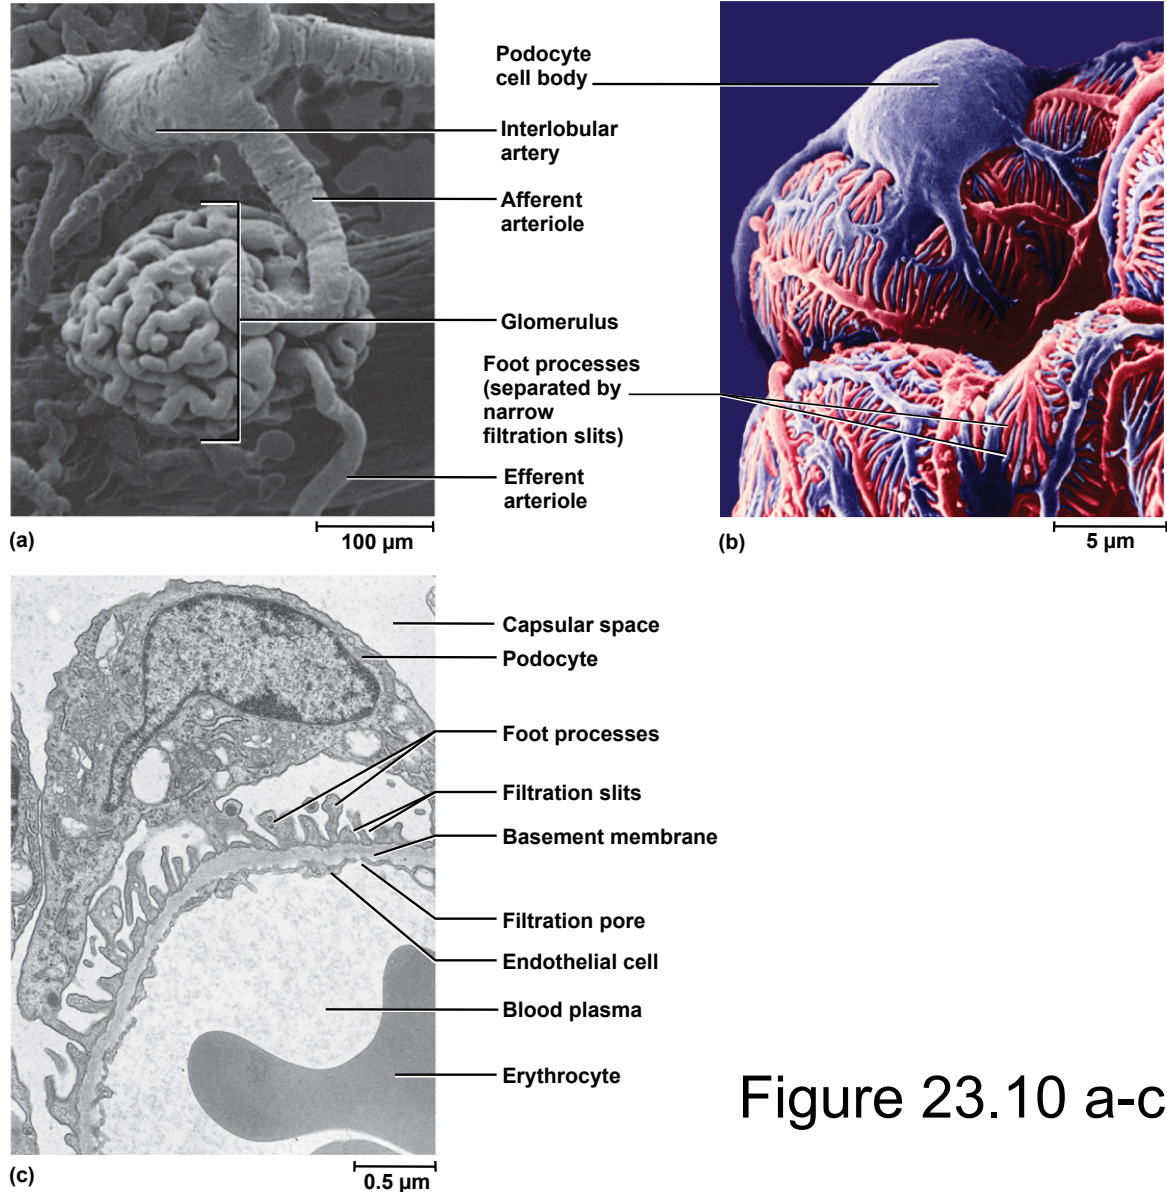 Podocyte
cell body
Interlobular
artery
Afferent
arteriole
Glomerulus
Foot processes
(separated by
narrow
filtration slits)
Efferent
arteriole
(a)
100 µm
(b)
5 µm
Capsular space
Podocyte
Foot processes
Filtration slits
Basement membrane
Filtration pore
Endothelial cell
Blood plasma
Erythrocyte
Figure 23.10 a-c
(c)
0.5 µm